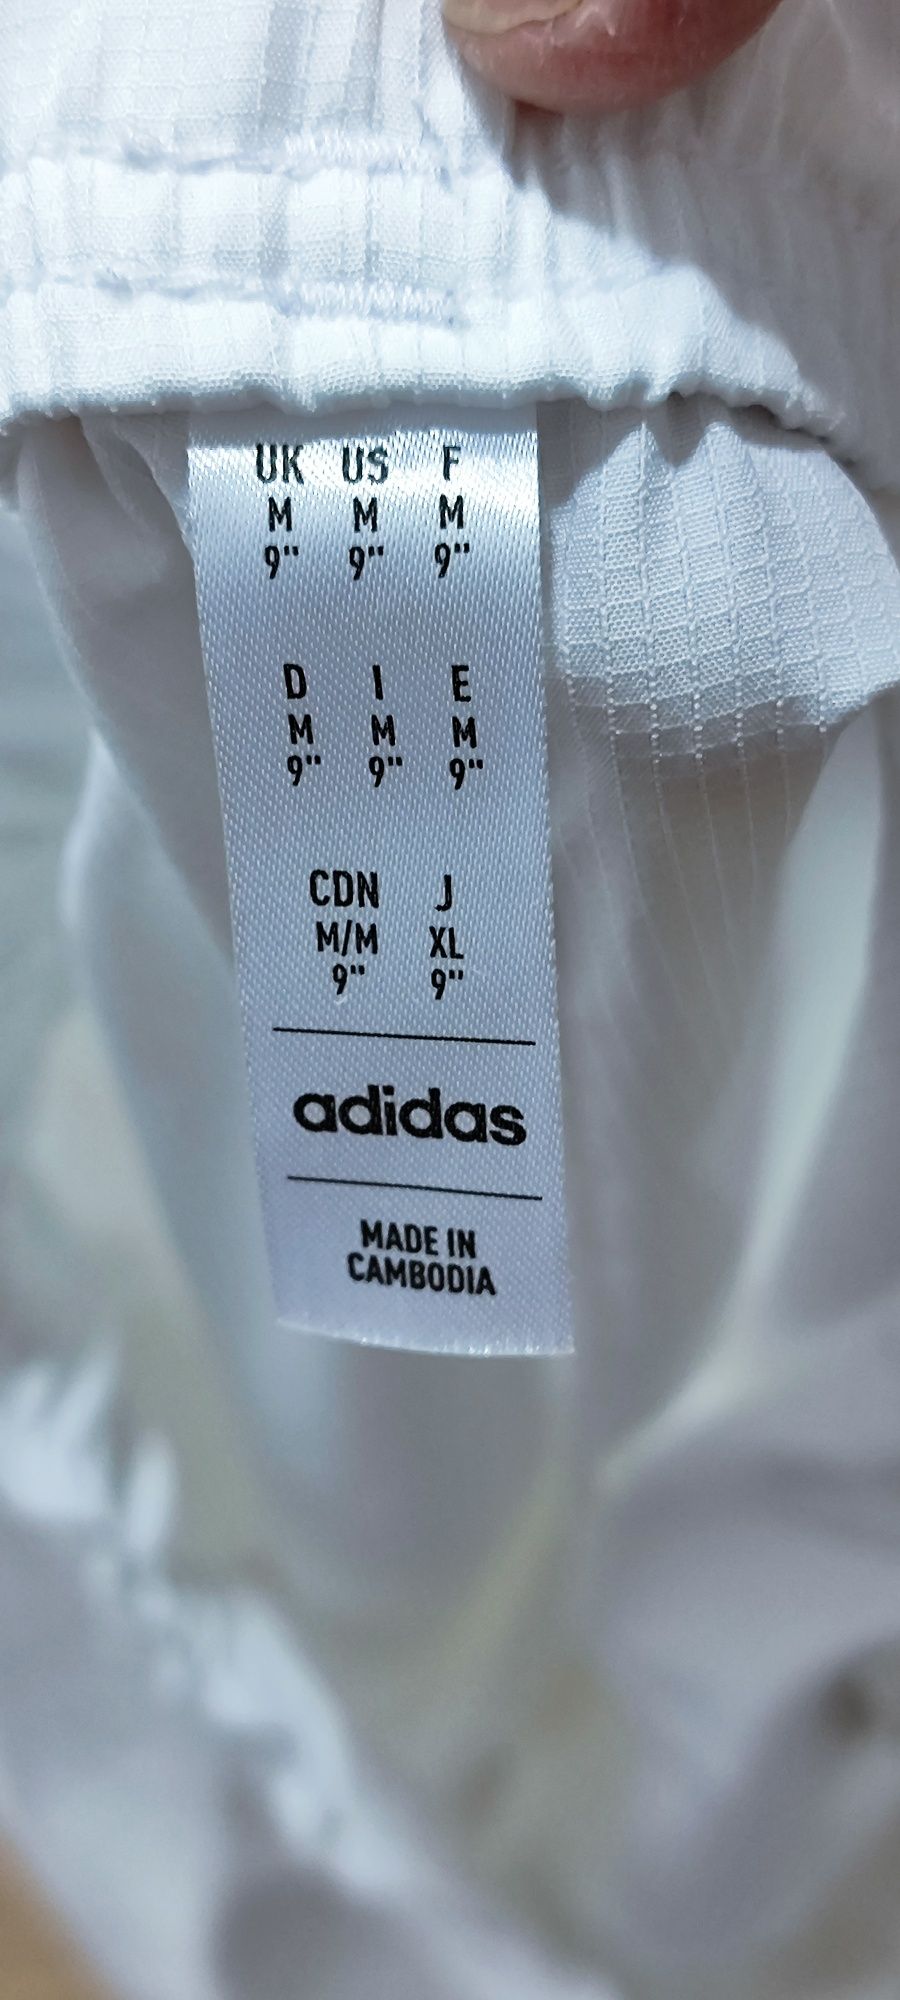 UK US F
M M M
9" 9" 9"
D I E
M M M
9" 9" 9"
CDN J
M/M XL
9" 9"
adidas
MADE IN
CAMBODIA